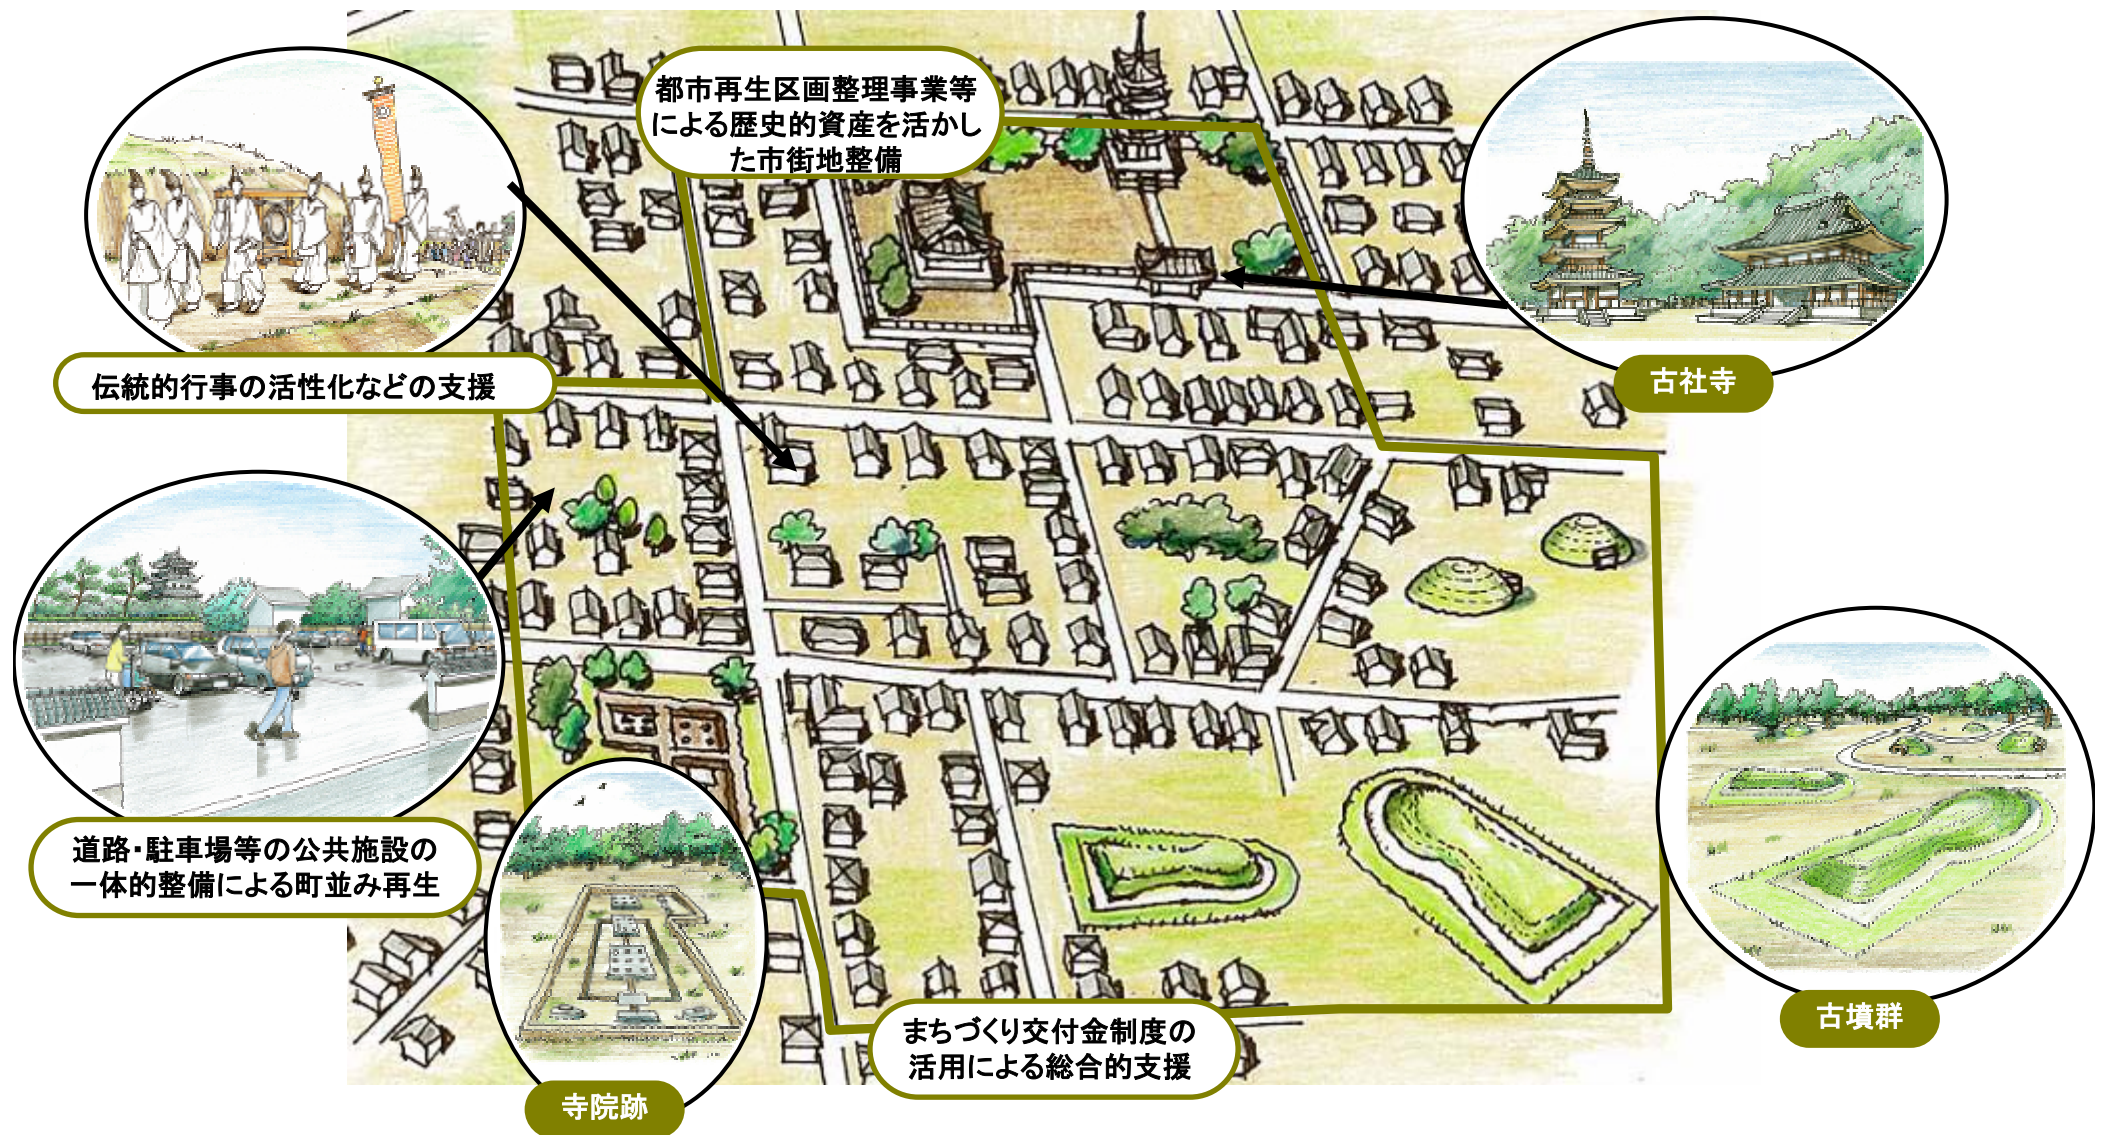 都市再生区画整理事業等
による歴史的資産を活かし
た市街地整備
伝統的行事の活性化などの支援
古社寺
道路・駐車場等の公共施設の
一体的整備による町並み再生
古墳群
まちづくり交付金制度の
活用による総合的支援
寺院跡